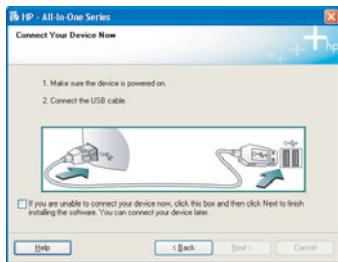 HP - All-In-One Series
Connect Your Device Now
hp
1. Make sure the device is powered on.
2. Connect the USB cable.
If you are unable to connect your device now, click this box and then click Next to finish
installing the software. You can connect your device later.
Help
< Back
Next >
Cancel